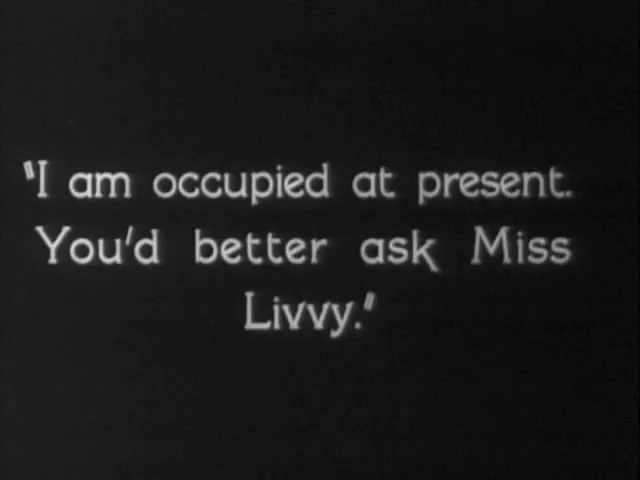 "I am occupied at present.
You'd better ask Miss
Livvy."